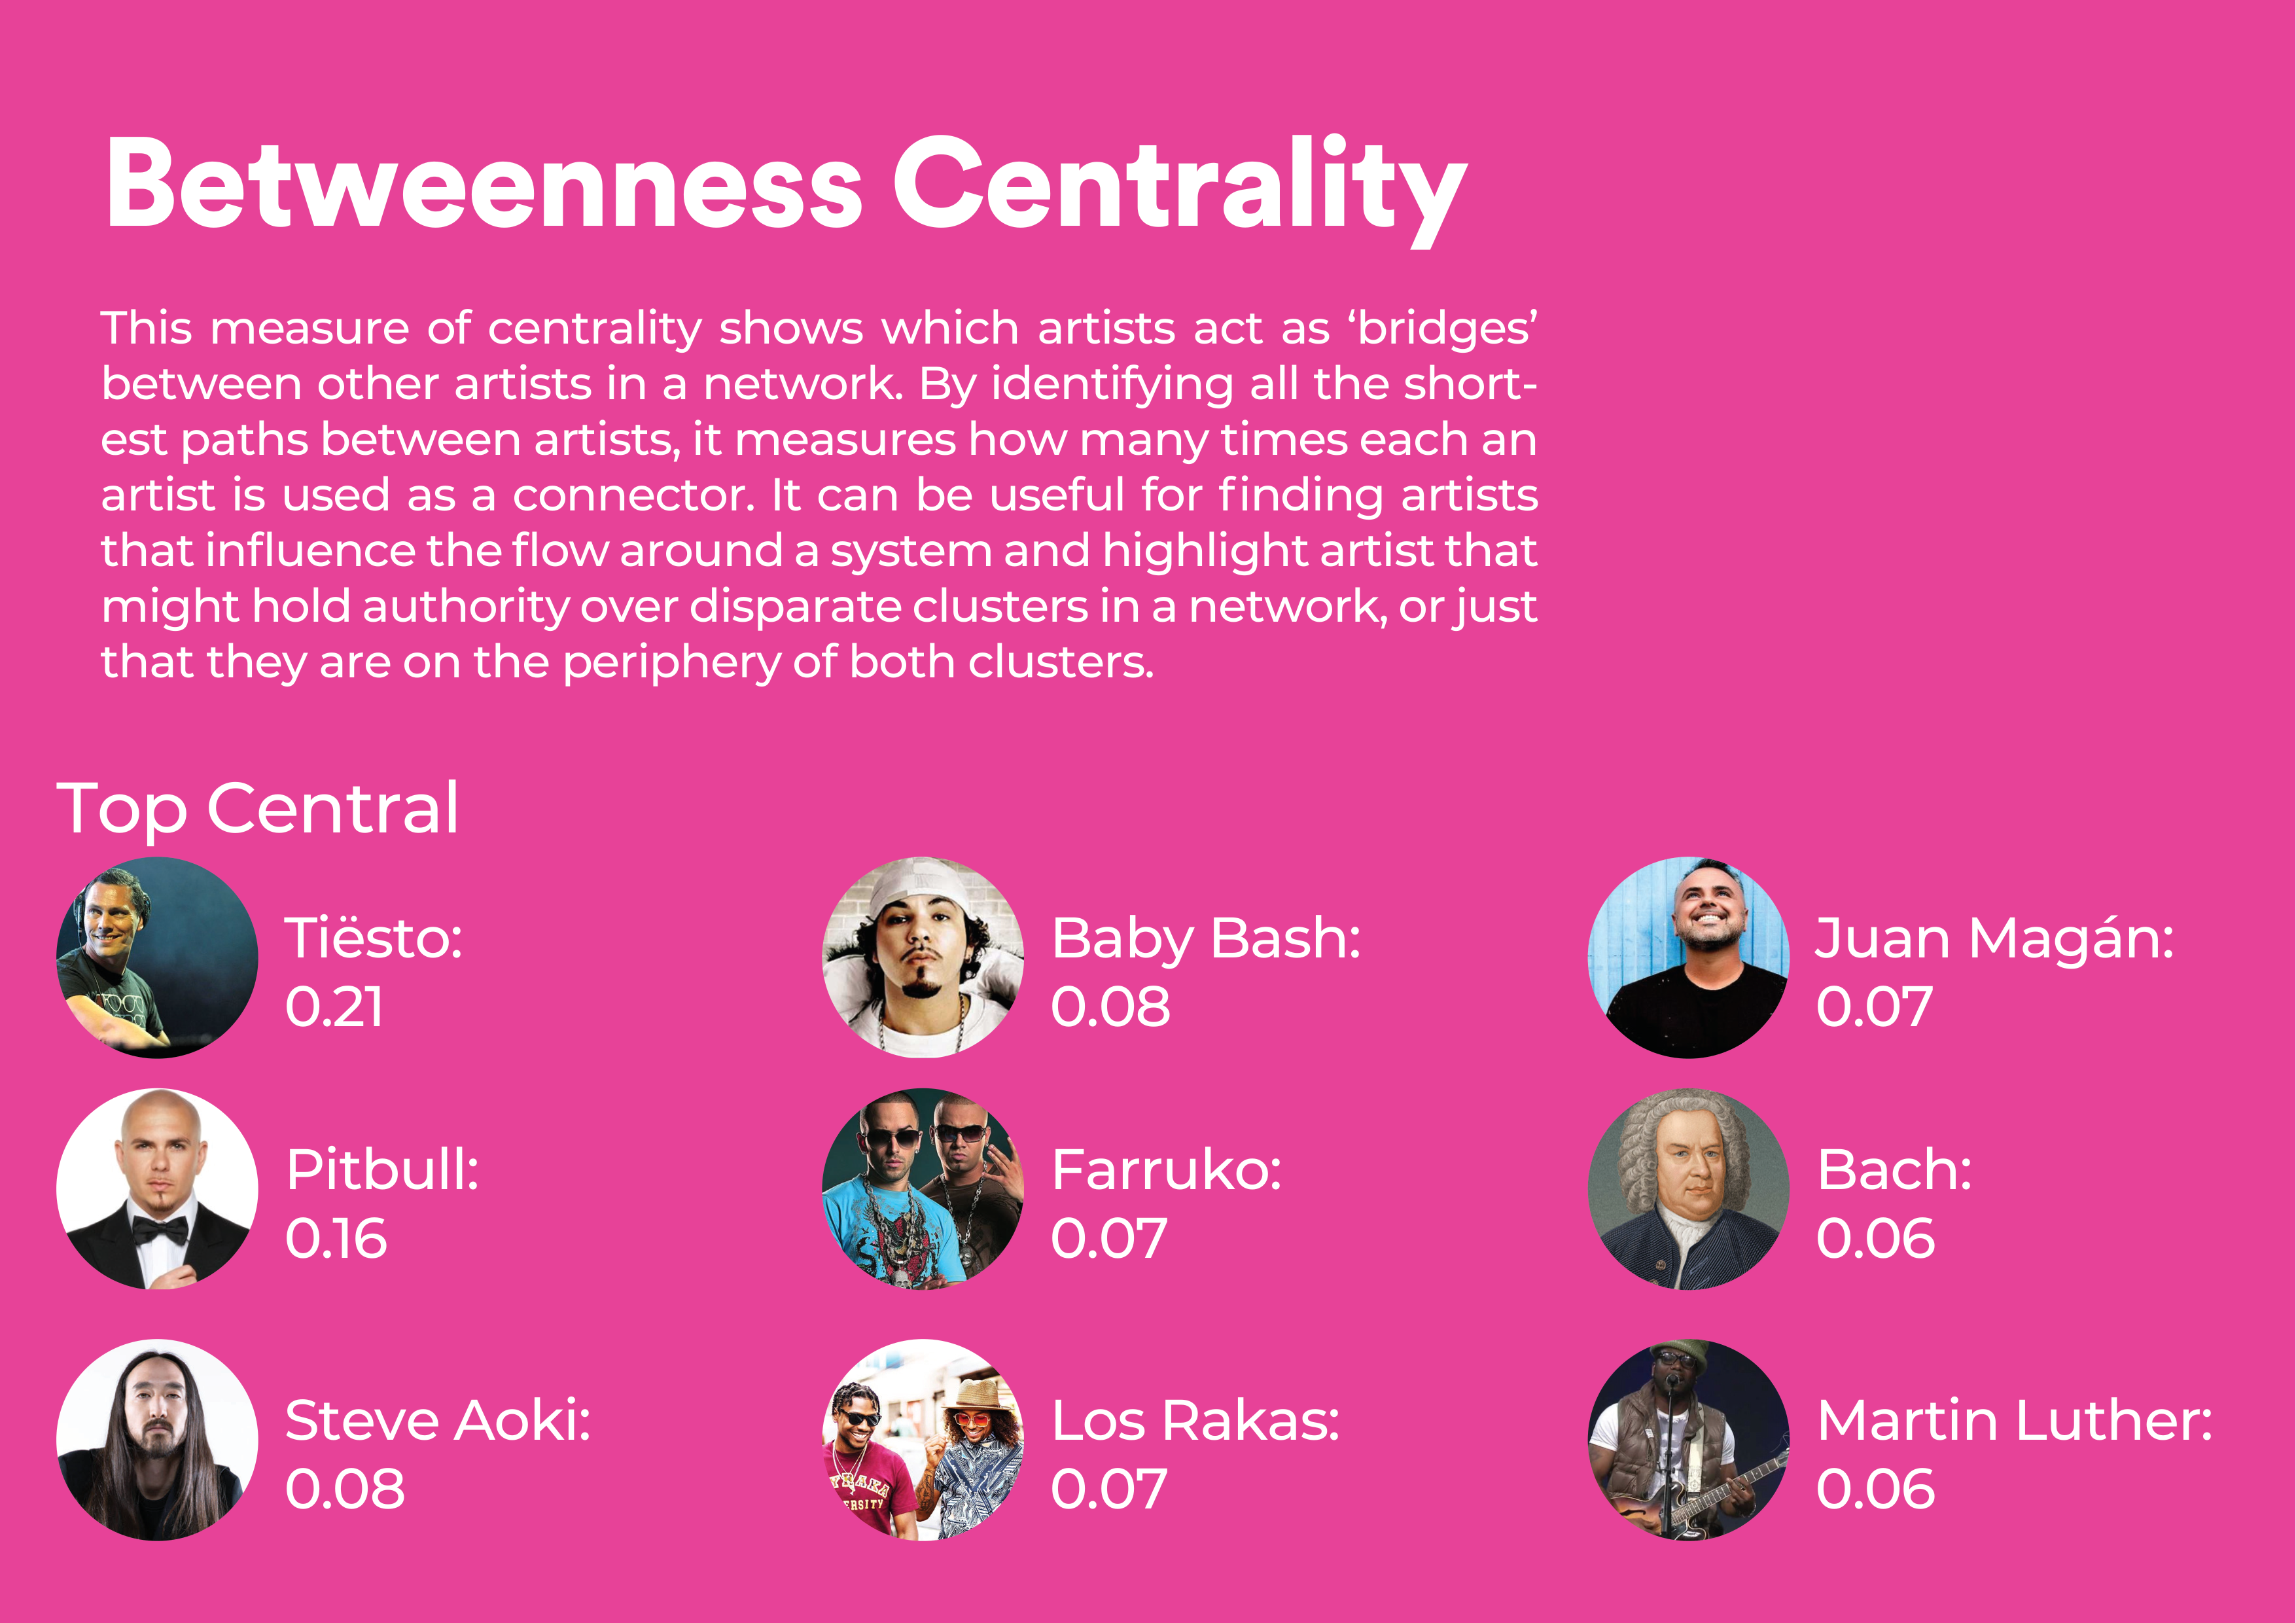 Betweenness Centrality
This measure of centrality shows which artists act as ‘bridges’
between other artists in a network. By identifying all the short-
est paths between artists, it measures how many times each an
artist is used as a connector. It can be useful for finding artists
that influence the flow around a system and highlight artist that
might hold authority over disparate clusters in a network, or just
that they are on the periphery of both clusters.
Top Central
Tiësto:
0.21
Pitbull:
0.16
Steve Aoki:
0.08
Baby Bash:
0.08
Farruko:
0.07
Los Rakas:
0.07
Juan Magán:
0.07
Bach:
0.06
Martin Luther:
0.06